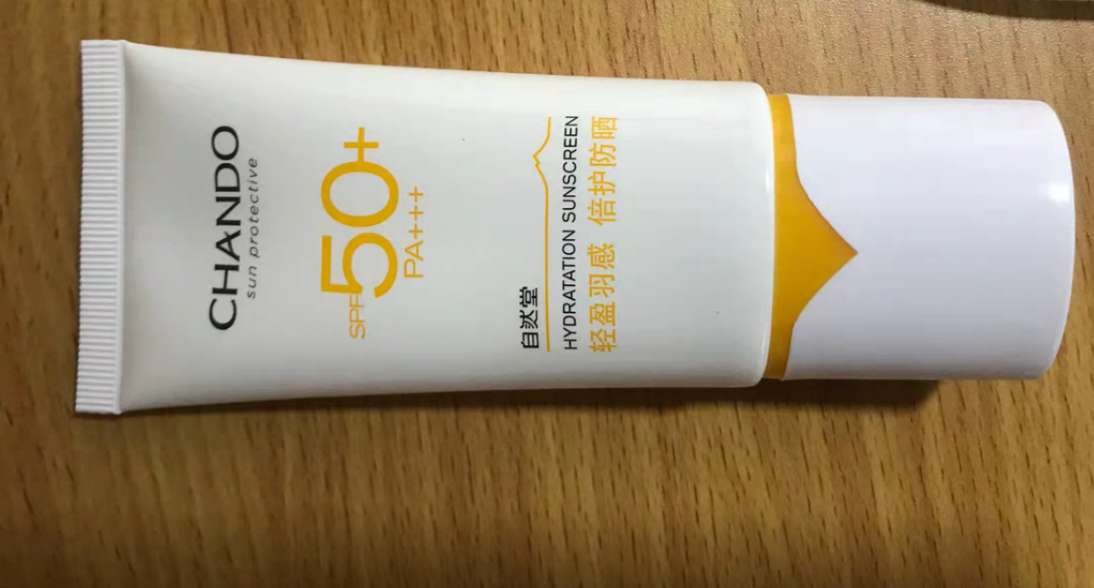 CHANDO
sun protective
SPF50+
PA+++
自然堂
HYDRATATION SUNSCREEN
轻盈羽感 倍护防晒